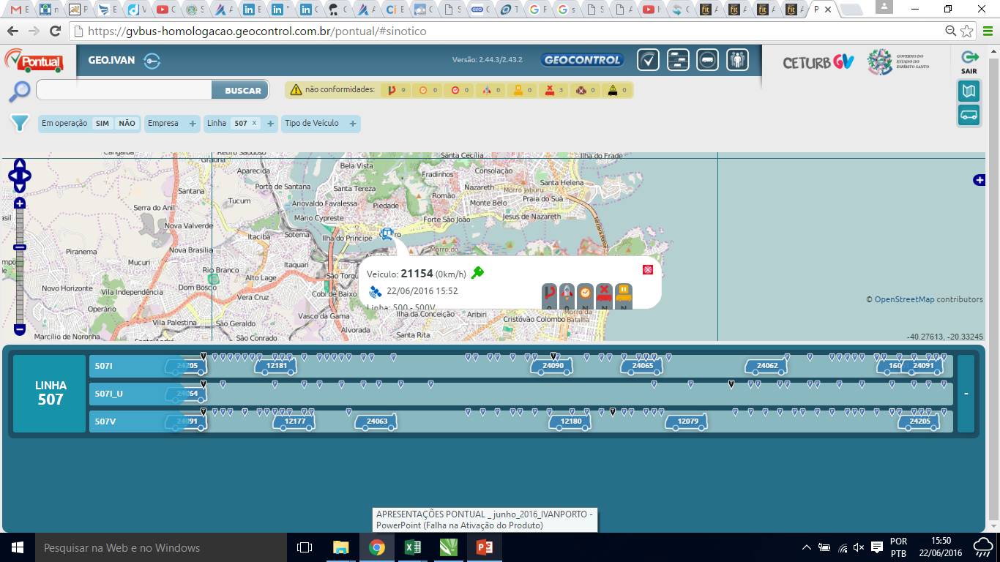 https://gvbus-homologacao.geocontrol.com.br/pontual/#sinotico
Pontual
GEO.IVAN
Versão: 2.44.3/2.43.2
GEOCONTROL
CETURB GV
GOVERNO DO
ESTADO DO
ESPÍRITO SANTO
SAIR
BUSCAR
não conformidades: 9 0 0 0 0 3 0 0
Em operação SIM NÃO Empresa + Linha 507 x + Tipo de Veículo +
Santa Cecília
Ilha do Frade
Bela Vista
Aparecida
Fradinhos
Consolação
Porto de Santana
Santa Tereza
Nazareth
Santa Helena
Morro Jaburu
Santana
Romão
Praia do Suá
Tucum
Ariovaldo Favalessa
Piedade
Monte Belo
Serra do Anil
Mário Cypreste
Forte São João
Jesus de Nazareth
Nova Valverde
Itacibá
Sotema
Ilha do Príncipe
Terceira Ponte
Piranema
Nova Brasília
Morro do
Mucuri
Itaquari
Rio Branco
São Torqu
Alto Lage
Dom Bosco
Novo Horizonte
Vila Independência
Vera Cruz
Cobi de Baixo
Operário
Vila Palestina
São Geraldo
Vasco da Gama
Ilha da Conceição
Aribiri
Cristóvão Colombo
Morro da
Batalha
Marcílio de Noronha
São Conrado
Alvorada
Santa Rita
Veículo: 21154 (0km/h)
22/06/2016 15:52
Linha: 500 - 500V
© OpenStreetMap contributors
-40.27613, -20.33245
LINHA
507
507I 24205 12181 24090 24065 24062 24091
507I_U 24064
507V 24091 12177 24063 12180 12079 24205
-
APRESENTAÇÕES PONTUAL _ junho_2016_IVANPORTO -
PowerPoint (Falha na Ativação do Produto)
Pesquisar na Web e no Windows
POR
PTB
15:50
22/06/2016